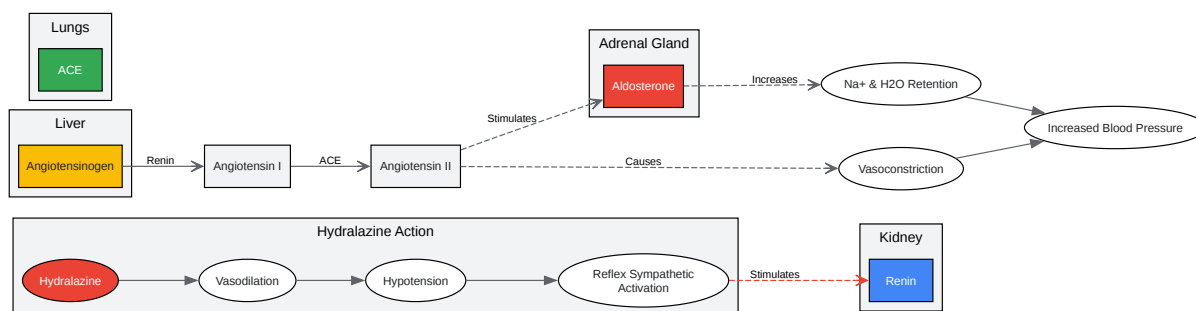 Lungs
ACE
Adrenal Gland
Aldosterone
Increases
Na+ & H2O Retention
Stimulates
Increased Blood Pressure
Liver
Angiotensinogen
Renin
Angiotensin I
ACE
Angiotensin II
Causes
Vasoconstriction
Hydralazine Action
Hydralazine
Vasodilation
Hypotension
Reflex Sympathetic
Activation
Stimulates
Kidney
Renin